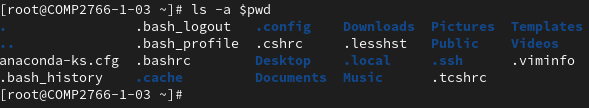 [root@COMP2766-1-03 ~]# ls -a $pwd
. .bash_logout .config Downloads Pictures Templates
.. .bash_profile .cshrc .lesshst Public Videos
anaconda-ks.cfg .bashrc Desktop .local .ssh .viminfo
.bash_history .cache Documents Music .tcshrc
[root@COMP2766-1-03 ~]#